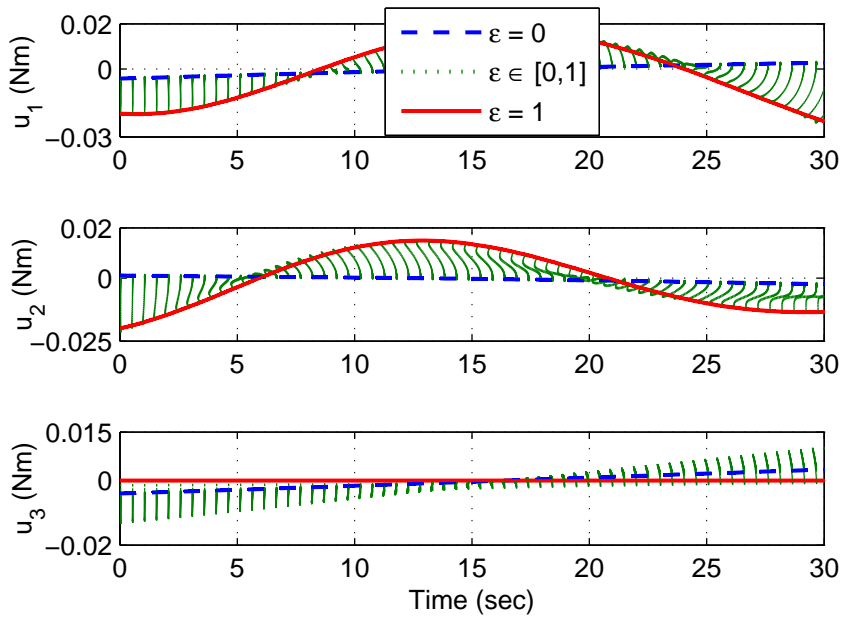 0.02
0
−0.03
u1 (Nm)
ε = 0
ε ∈ [0,1]
ε = 1
0 5 10 15 20 25 30
0.02
0
−0.025
u2 (Nm)
0 5 10 15 20 25 30
0.015
0
−0.02
u3 (Nm)
0 5 10 15 20 25 30
Time (sec)